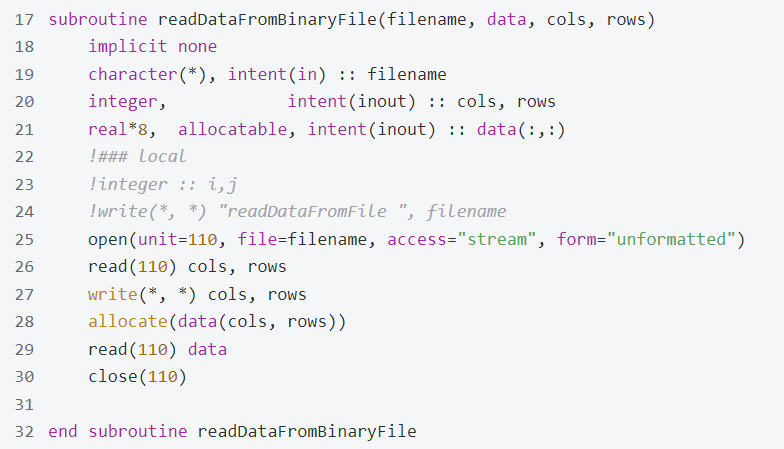 17 subroutine readDataFromBinaryFile(filename, data, cols, rows)
18     implicit none
19     character(*), intent(in) :: filename
20     integer,            intent(inout) :: cols, rows
21     real*8,  allocatable, intent(inout) :: data(:,:)
22     !### local
23     !integer :: i,j
24     !write(*, *) "readDataFromFile ", filename
25     open(unit=110, file=filename, access="stream", form="unformatted")
26     read(110) cols, rows
27     write(*, *) cols, rows
28     allocate(data(cols, rows))
29     read(110) data
30     close(110)
31
32 end subroutine readDataFromBinaryFile